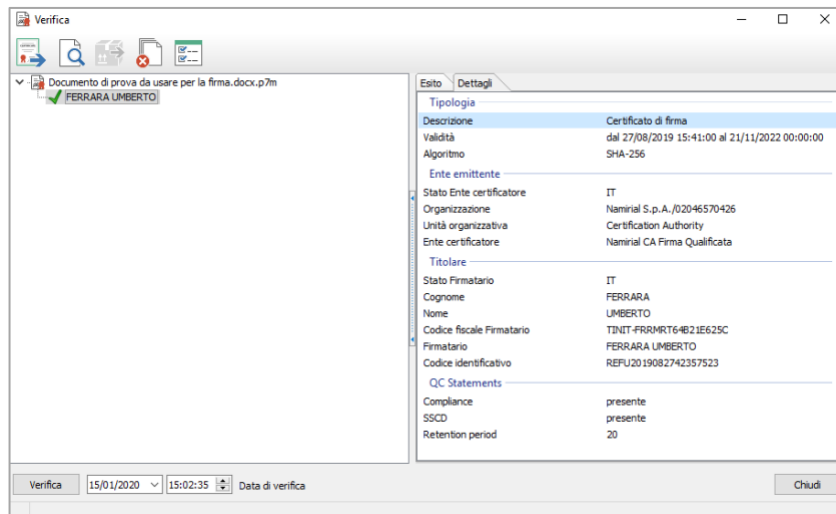 Verifica
Documento di prova da usare per la firma.docx.p7m
FERRARA UMBERTO
Esito Dettagli
Tipologia
Descrizione Certificato di firma
Validità dal 27/08/2019 15:41:00 al 21/11/2022 00:00:00
Algoritmo SHA-256
Ente emittente
Stato Ente certificatore IT
Organizzazione Namirial S.p.A./02046570426
Unità organizzativa Certification Authority
Ente certificatore Namirial CA Firma Qualificata
Titolare
Stato Firmatario IT
Cognome FERRARA
Nome UMBERTO
Codice fiscale Firmatario TINIT-FRRMRT64B21E625C
Firmatario FERRARA UMBERTO
Codice identificativo REFU2019082742357523
QC Statements
Compliance presente
SSCD presente
Retention period 20
Verifica 15/01/2020 15:02:35 Data di verifica Chiudi